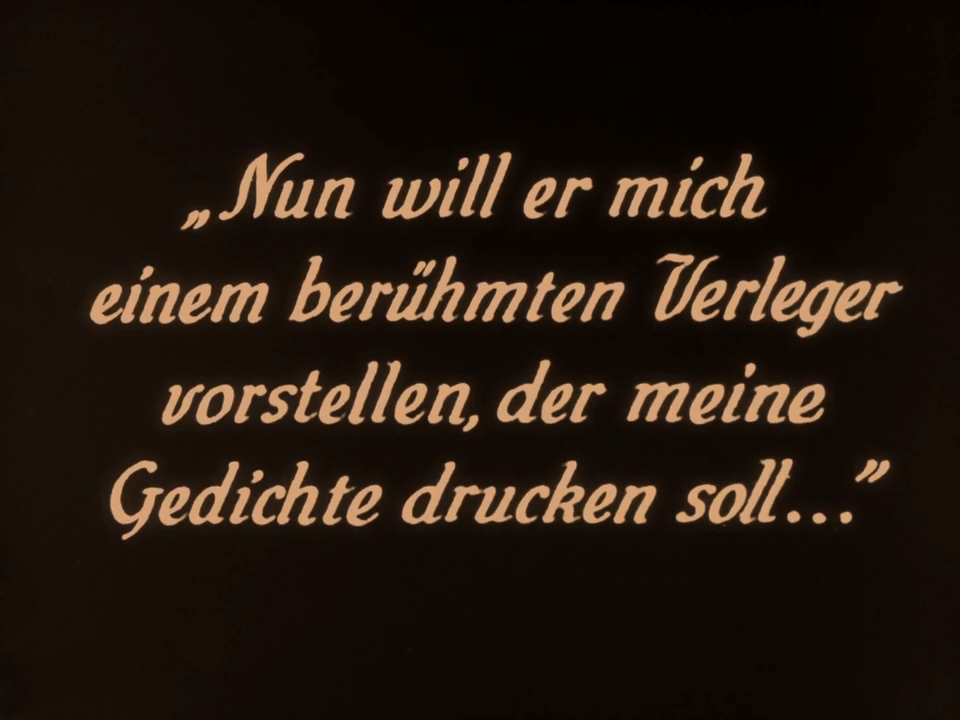 „Nun will er mich
einem berühmten Verleger
vorstellen, der meine
Gedichte drucken soll...”